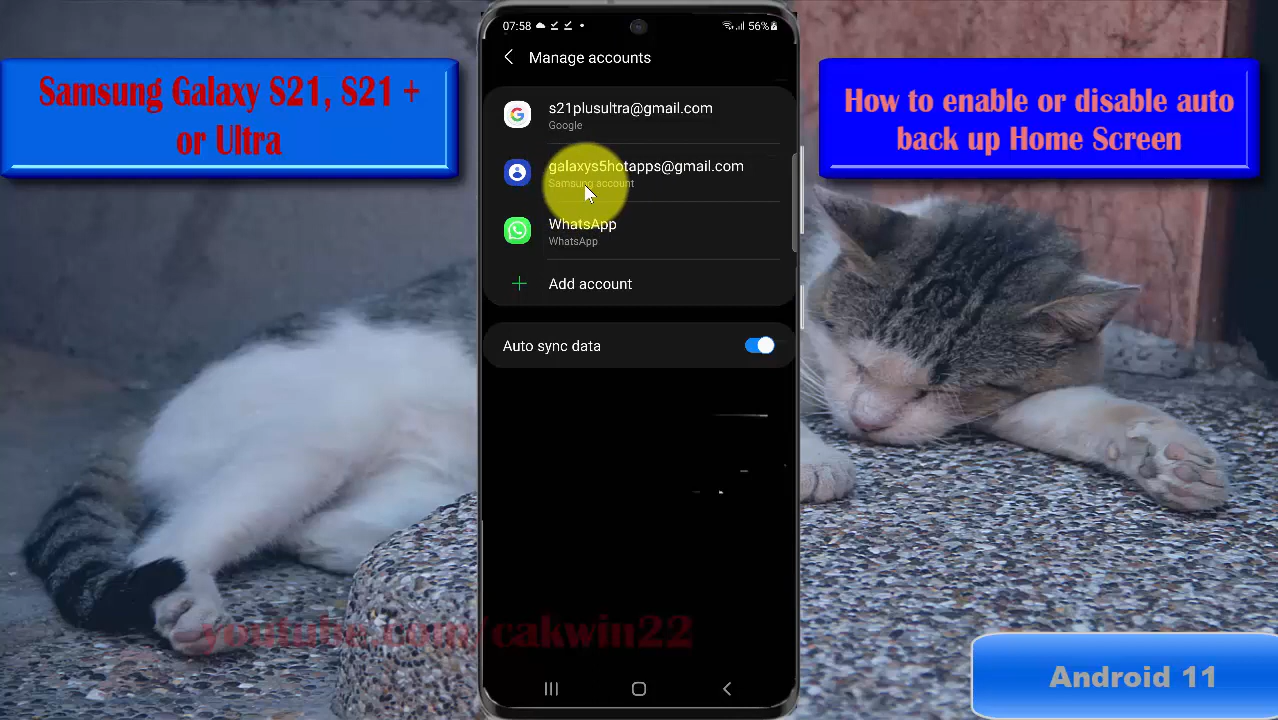 Samsung Galaxy S21, S21 +
or Ultra
How to enable or disable auto
back up Home Screen
07:58
56%
Manage accounts
s21plusultra@gmail.com
Google
galaxys5hotapps@gmail.com
Samsung account
WhatsApp
WhatsApp
Add account
Auto sync data
youtube.com/cakwin22
Android 11